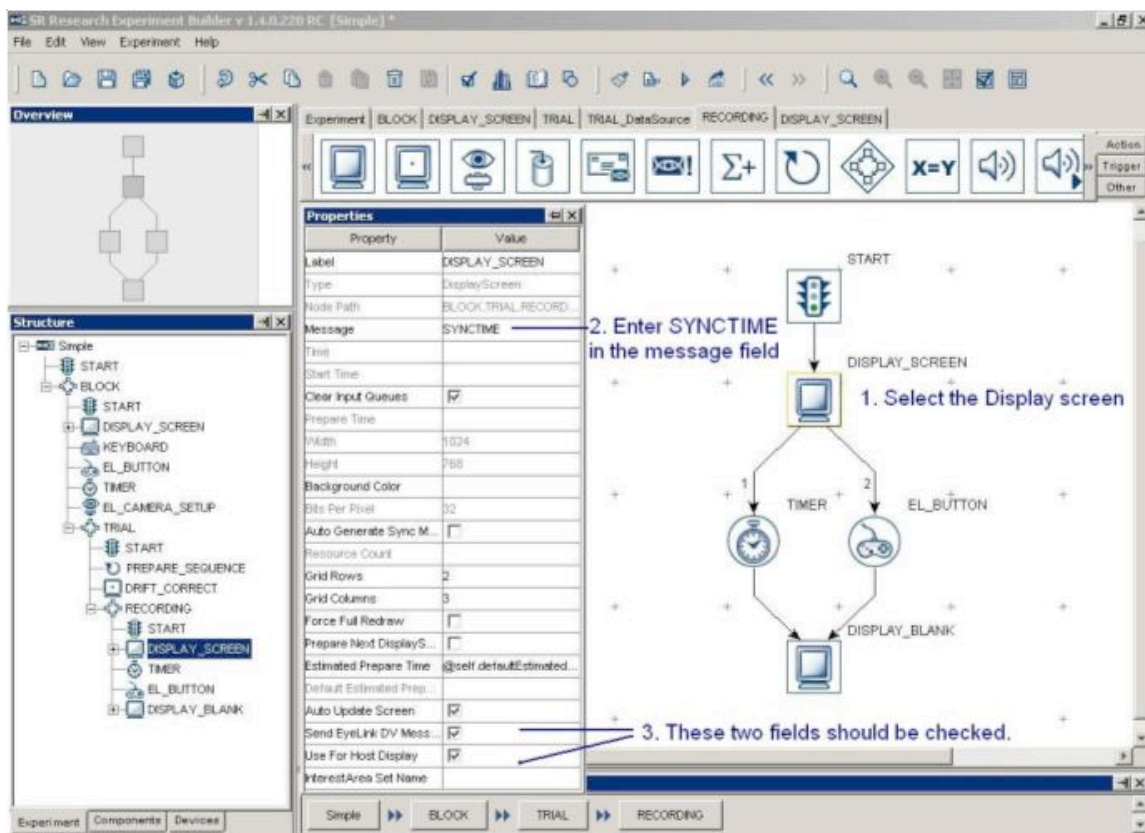 SR Research Experiment Builder v 1.4.0.220 RC [Simple] *
File Edit View Experiment Help
Overview
Experiment BLOCK DISPLAY_SCREEN TRIAL TRIAL_DataSource RECORDING DISPLAY_SCREEN
X=Y
Action
Trigger
Other
Properties
Property Value
Label DISPLAY_SCREEN
Type DisplayScreen
Node Path BLOCK.TRIAL.RECORD...
Message SYNCTIME
Time
Start Time
Clear Input Queues
Prepare Time
Width 1024
Height 768
Background Color
Bits Per Pixel 32
Auto Generate Sync M...
Resource Count
Grid Rows 2
Grid Columns 3
Force Full Redraw
Prepare Next DisplayS...
Estimated Prepare Time @self.defaultEstimated...
Default Estimated Prep...
Auto Update Screen
Send EyeLink DV Mess...
Use For Host Display
InterestArea Set Name
Structure
Simple
START
BLOCK
START
DISPLAY_SCREEN
KEYBOARD
EL_BUTTON
TIMER
EL_CAMERA_SETUP
TRIAL
START
PREPARE_SEQUENCE
DRIFT_CORRECT
RECORDING
START
DISPLAY_SCREEN
TIMER
EL_BUTTON
DISPLAY_BLANK
Experiment Components Devices
START
2. Enter SYNCTIME
in the message field
DISPLAY_SCREEN
1. Select the Display screen
1
2
TIMER
EL_BUTTON
DISPLAY_BLANK
3. These two fields should be checked.
Simple BLOCK TRIAL RECORDING